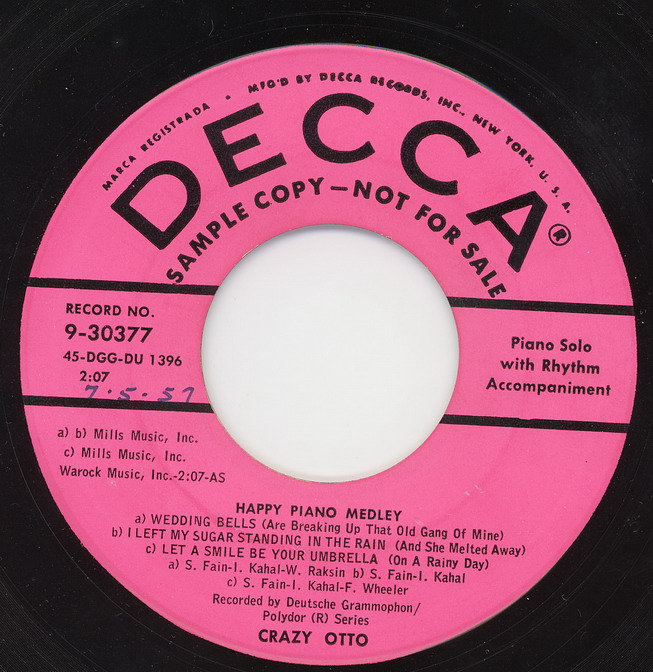 MARCA REGISTRADA • MFG'D BY DECCA RECORDS, INC., NEW YORK, U. S. A.
DECCA®
SAMPLE COPY—NOT FOR SALE
RECORD NO.
9-30377
45-DGG-DU 1396
2:07
7·5·57
Piano Solo
with Rhythm
Accompaniment
a) b) Mills Music, Inc.
c) Mills Music, Inc.
Warock Music, Inc.-2:07-AS
HAPPY PIANO MEDLEY
a) WEDDING BELLS (Are Breaking Up That Old Gang Of Mine)
b) I LEFT MY SUGAR STANDING IN THE RAIN (And She Melted Away)
c) LET A SMILE BE YOUR UMBRELLA (On A Rainy Day)
a) S. Fain-I. Kahal-W. Raksin b) S. Fain-I. Kahal
c) S. Fain-I. Kahal-F. Wheeler
Recorded by Deutsche Grammophon/
Polydor (R) Series
CRAZY OTTO